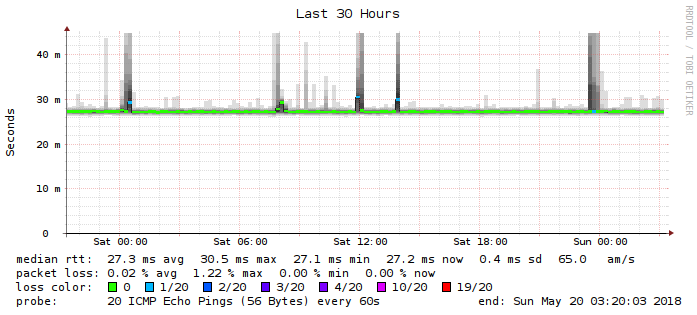 Last 30 Hours
RRDTOOL / TOBI OETIKER
Seconds
40 m
30 m
20 m
10 m
0
Sat 00:00 Sat 06:00 Sat 12:00 Sat 18:00 Sun 00:00
median rtt: 27.3 ms avg 30.5 ms max 27.1 ms min 27.2 ms now 0.4 ms sd 65.0 am/s
packet loss: 0.02 % avg 1.22 % max 0.00 % min 0.00 % now
loss color: 0 1/20 2/20 3/20 4/20 10/20 19/20
probe: 20 ICMP Echo Pings (56 Bytes) every 60s end: Sun May 20 03:20:03 2018